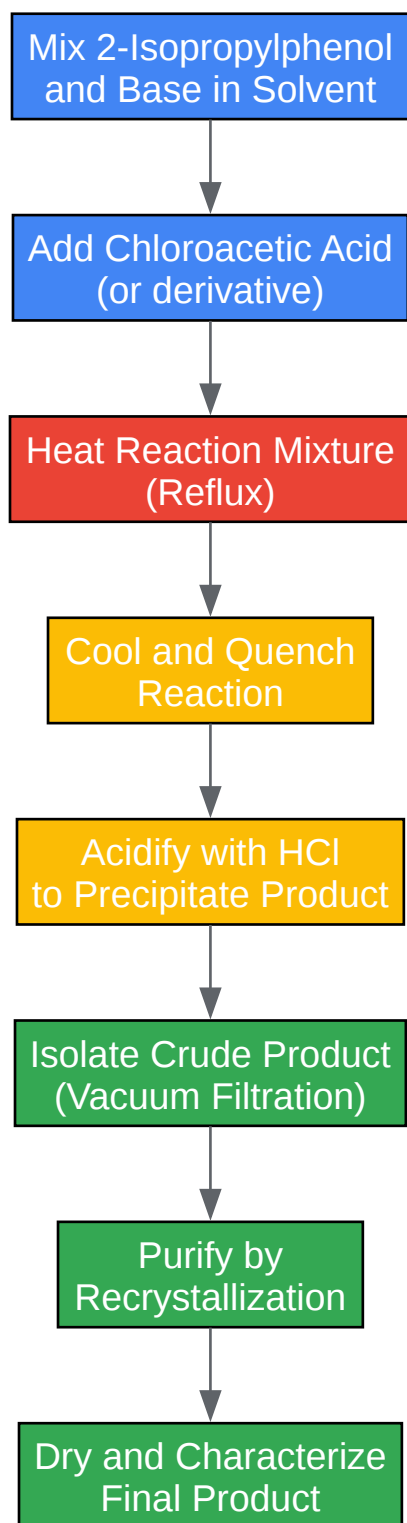 Mix 2-Isopropylphenol
and Base in Solvent
Add Chloroacetic Acid
(or derivative)
Heat Reaction Mixture
(Reflux)
Cool and Quench
Reaction
Acidify with HCl
to Precipitate Product
Isolate Crude Product
(Vacuum Filtration)
Purify by
Recrystallization
Dry and Characterize
Final Product